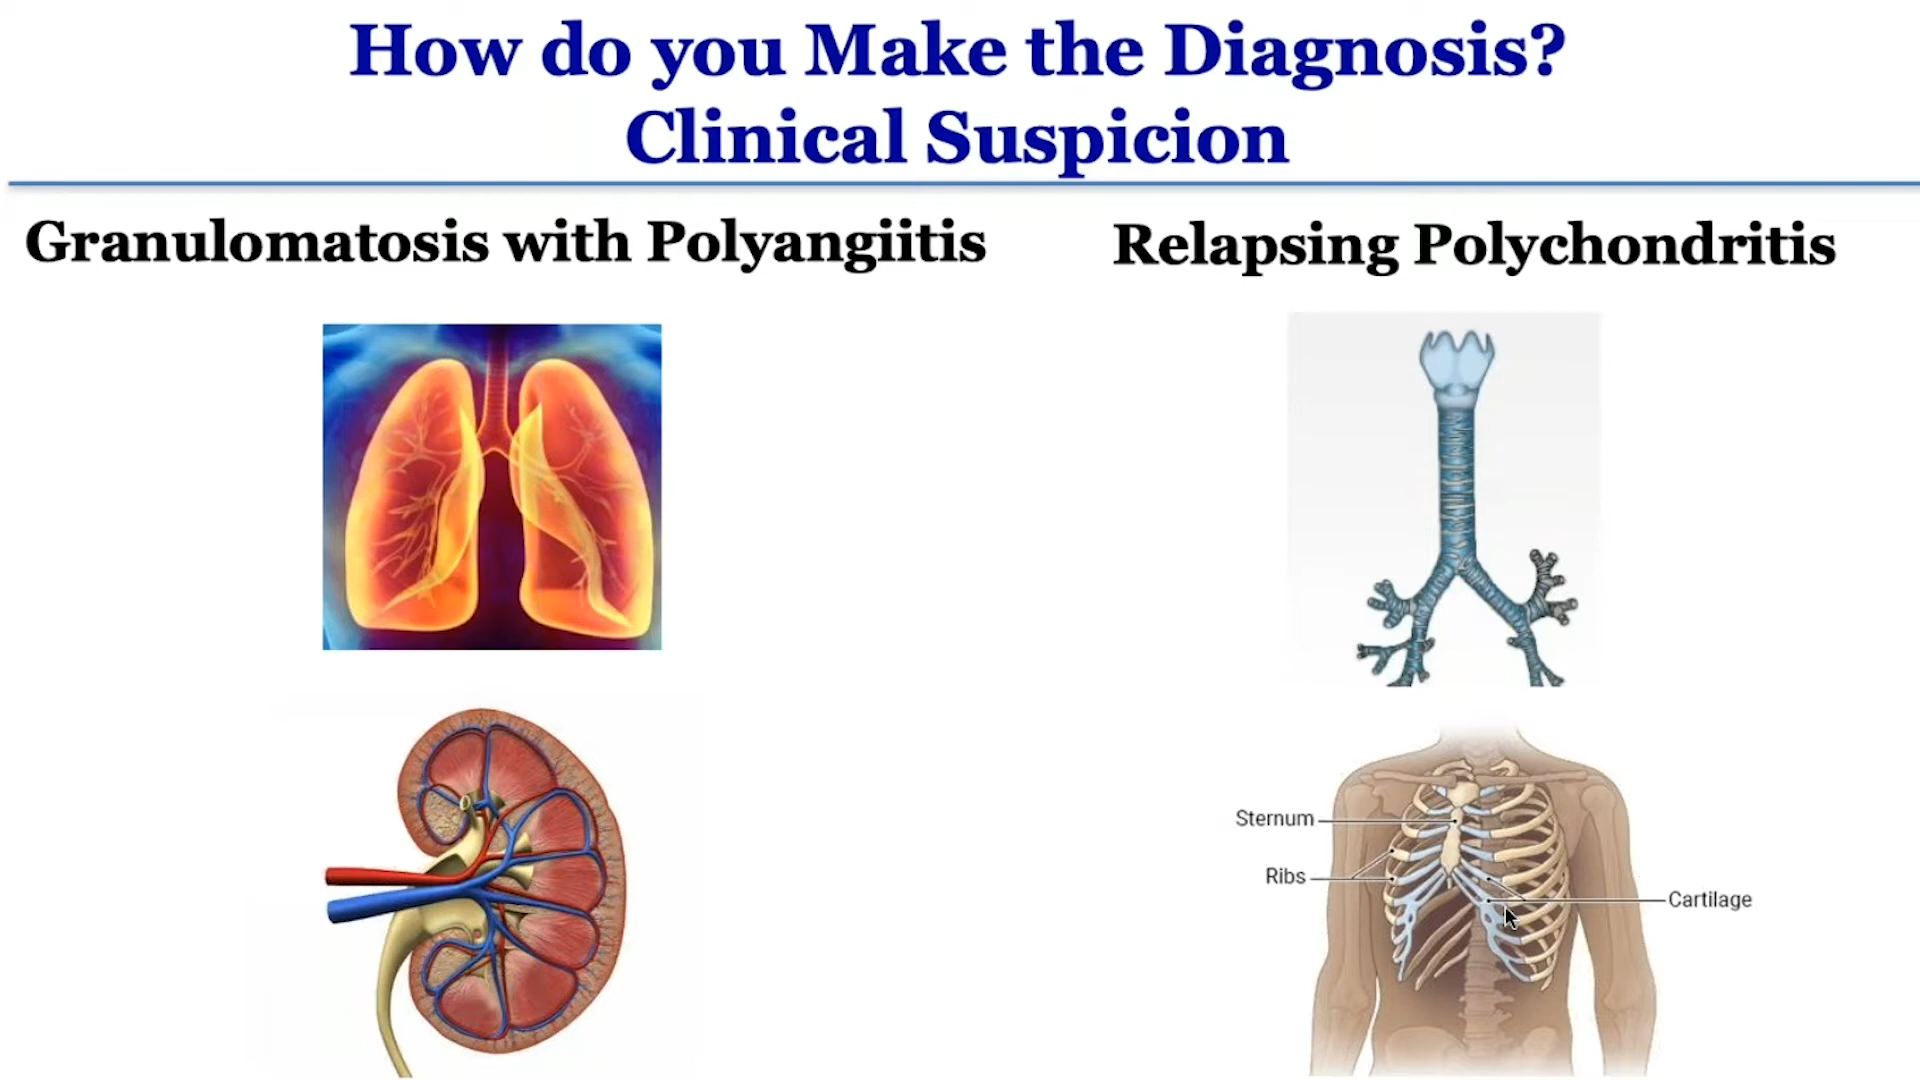 How do you Make the Diagnosis?
Clinical Suspicion
Granulomatosis with Polyangiitis
Relapsing Polychondritis
Sternum
Ribs
Cartilage